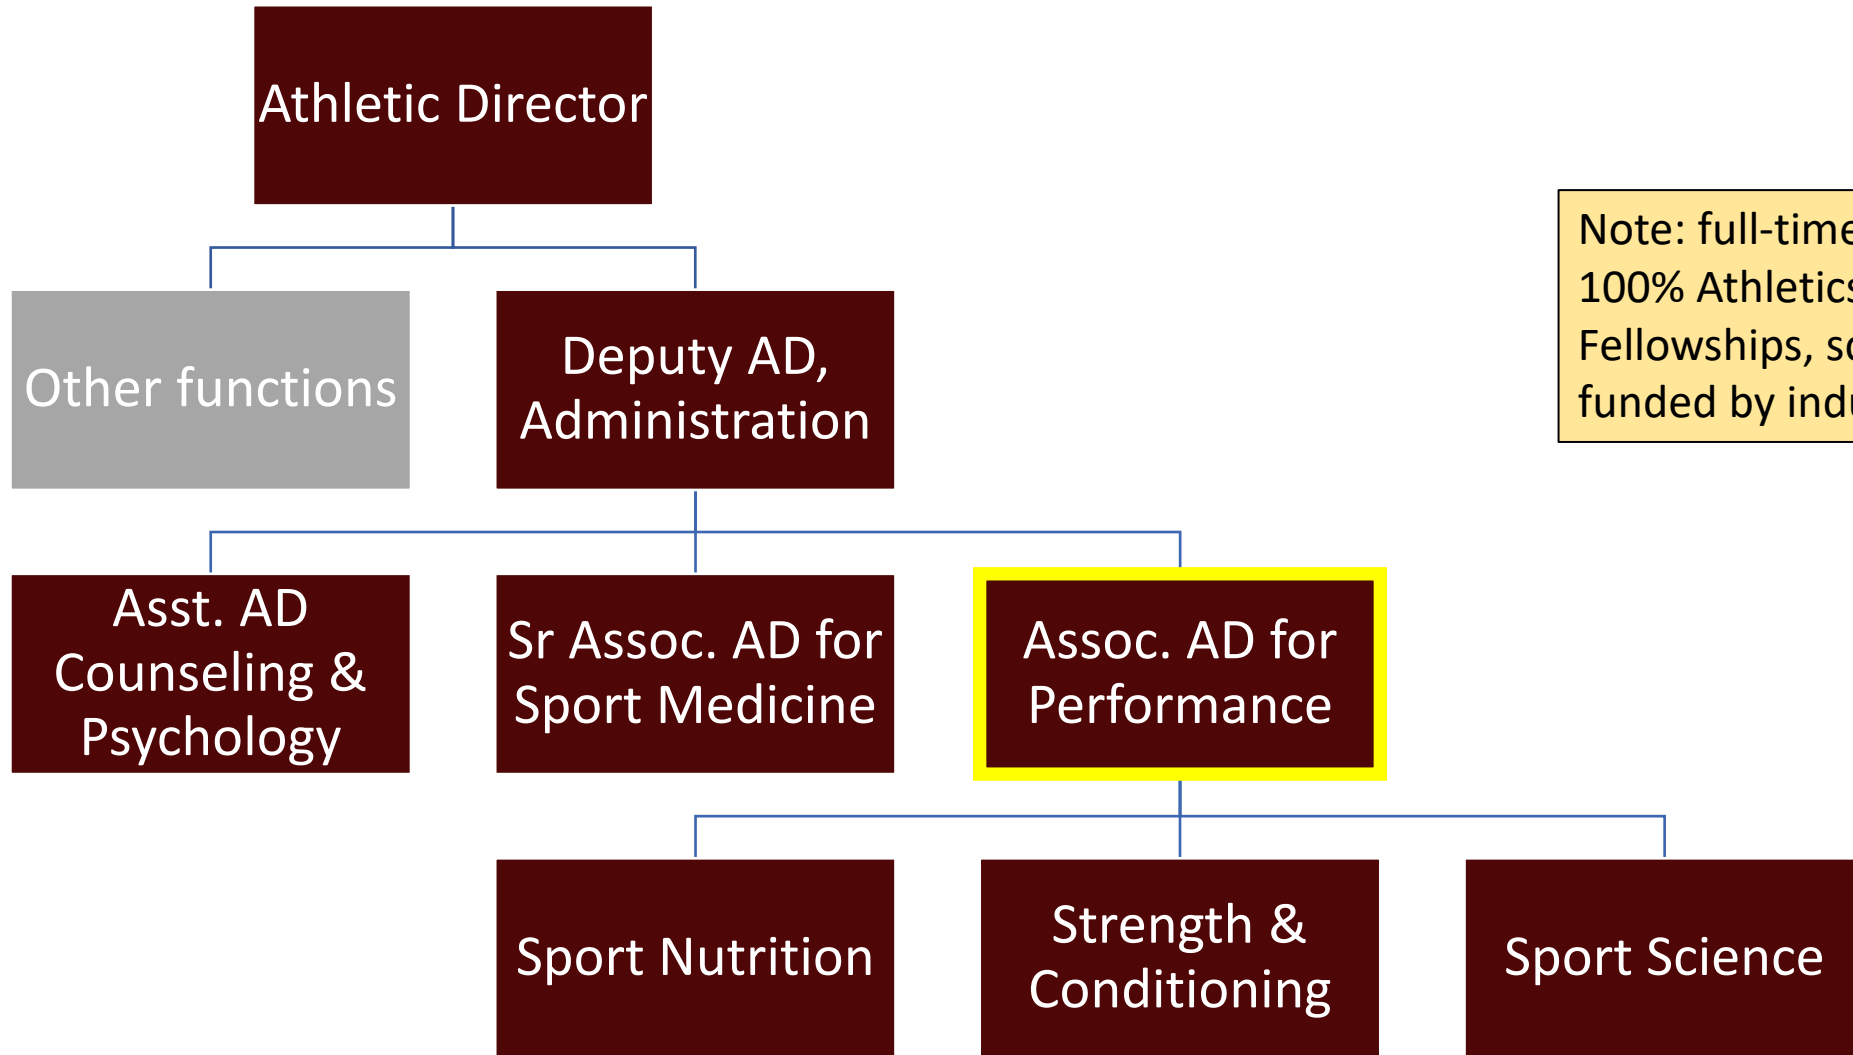 Athletic Director
Note: full-time
100% Athletics
Fellowships,
funded by
Other functions
Deputy AD,
Administration
Asst. AD
Counseling &
Psychology
Sr Assoc. AD for
Sport Medicine
Assoc. AD for
Performance
Sport Nutrition
Strength &
Conditioning
Sport Science